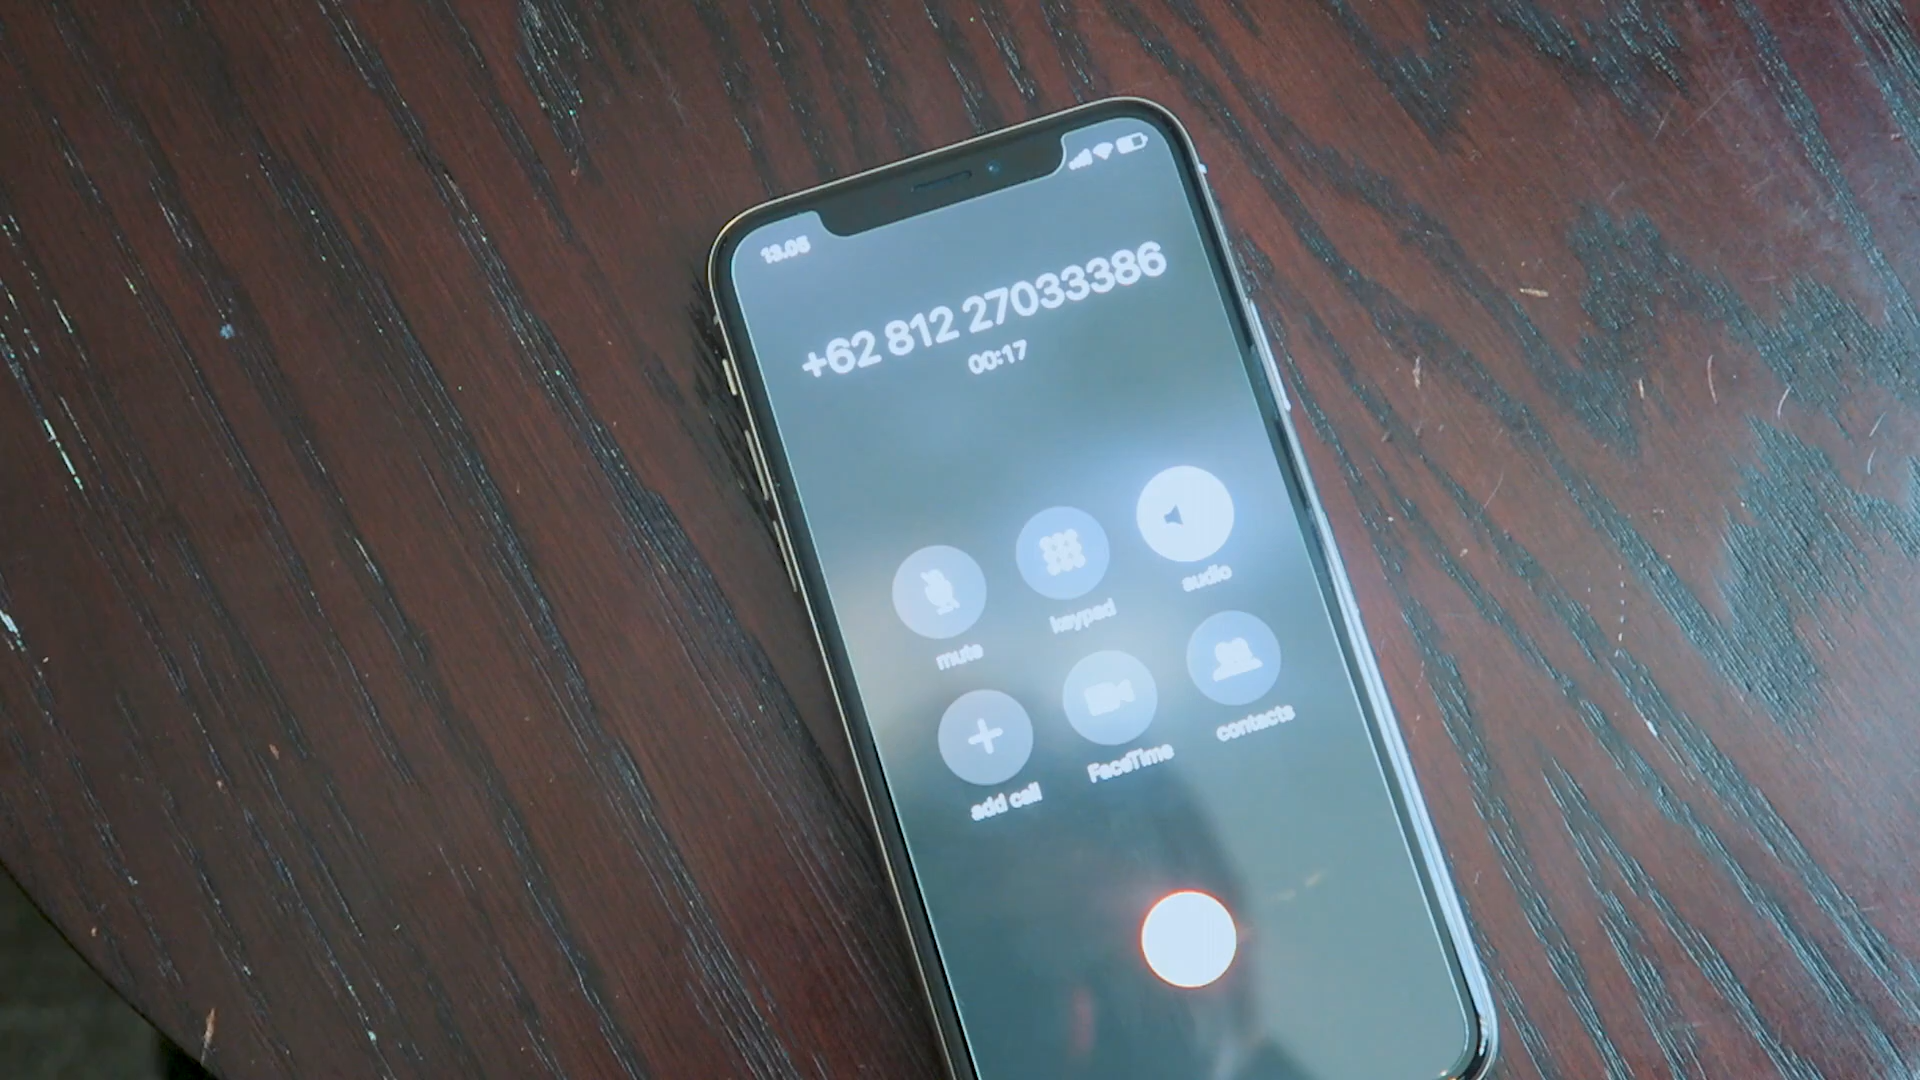 13.05
+62 812 27033386
00:17
mute
keypad
audio
add call
FaceTime
contacts